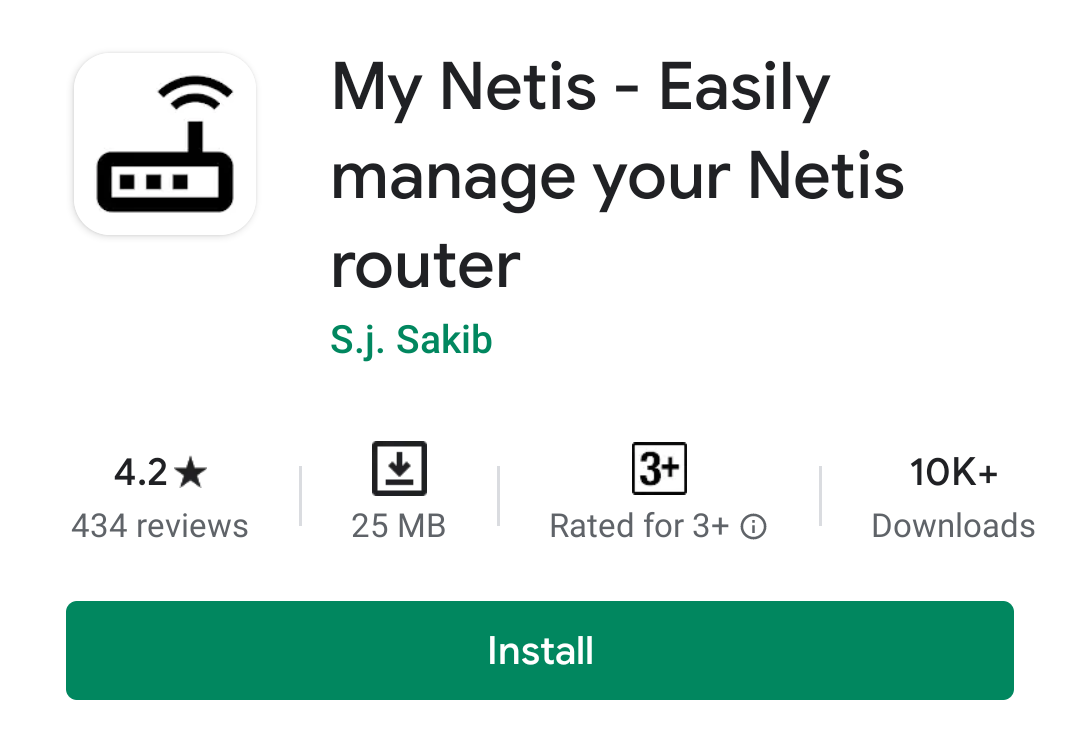 My Netis - Easily
manage your Netis
router
S.j. Sakib
4.2★
434 reviews
25 MB
3+
Rated for 3+
10K+
Downloads
Install